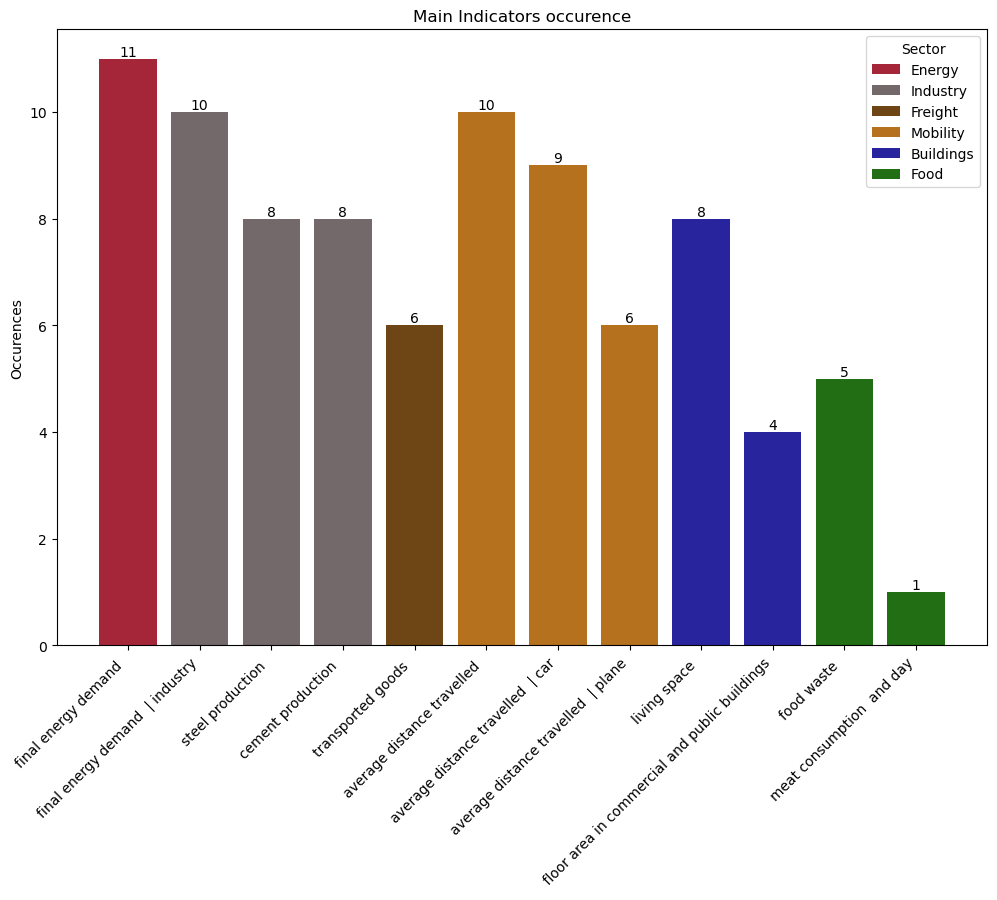 Main Indicators occurence
Sector
Energy
Industry
Freight
Mobility
Buildings
Food
Occurences
10
8
6
4
2
0
11
10
8
8
6
10
9
6
8
4
5
1
final energy demand
final energy demand | industry
steel production
cement production
transported goods
average distance travelled
average distance travelled | car
average distance travelled | plane
living space
floor area in commercial and public buildings
food waste
meat consumption and day